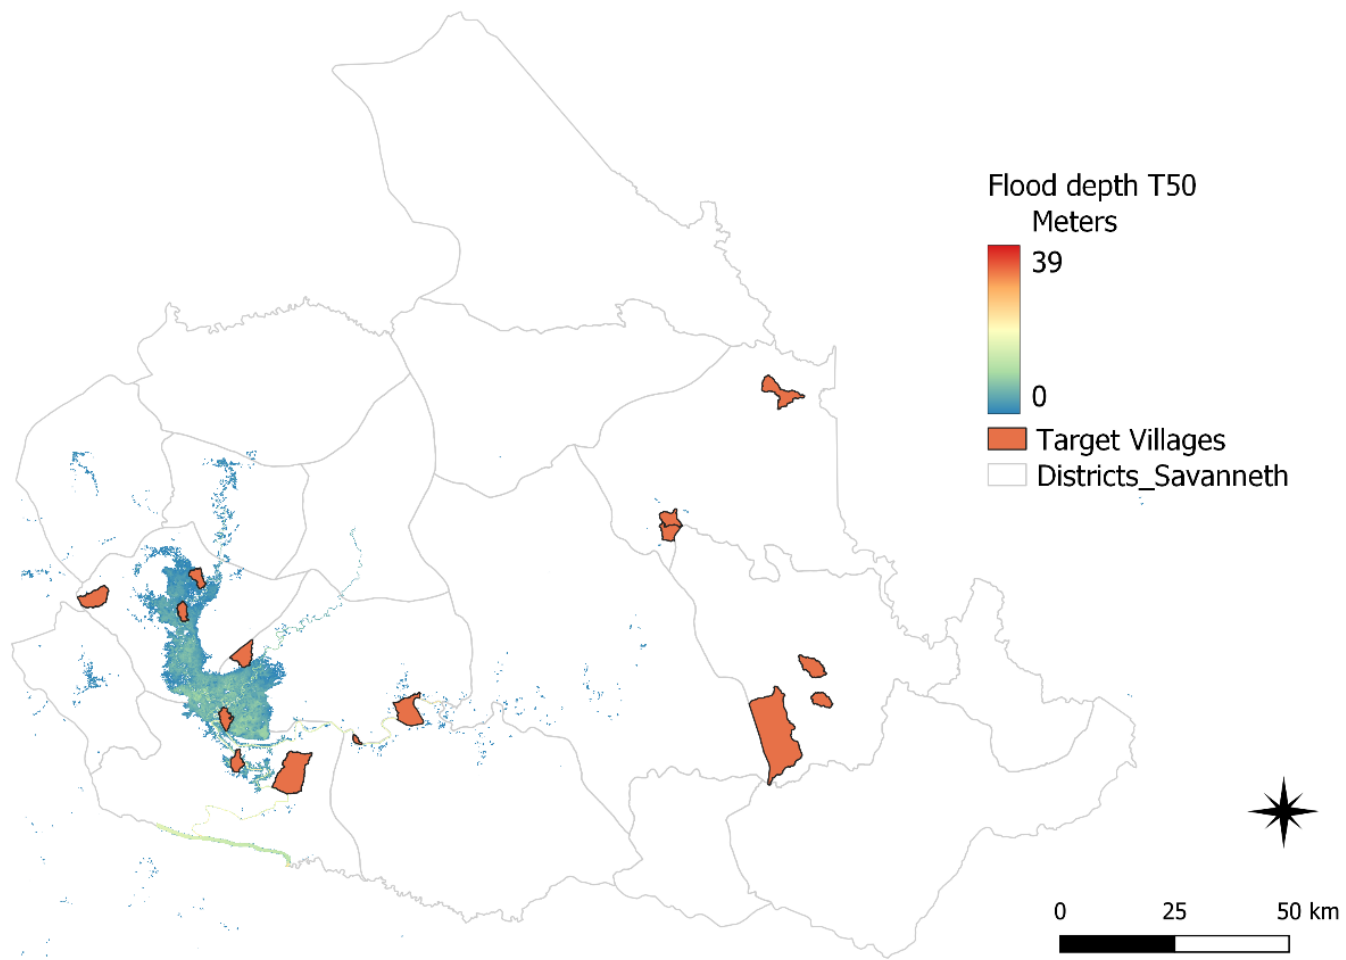 Flood depth T50
Meters
39
0
Target Villages
Districts_Savanneth
0 25 50 km